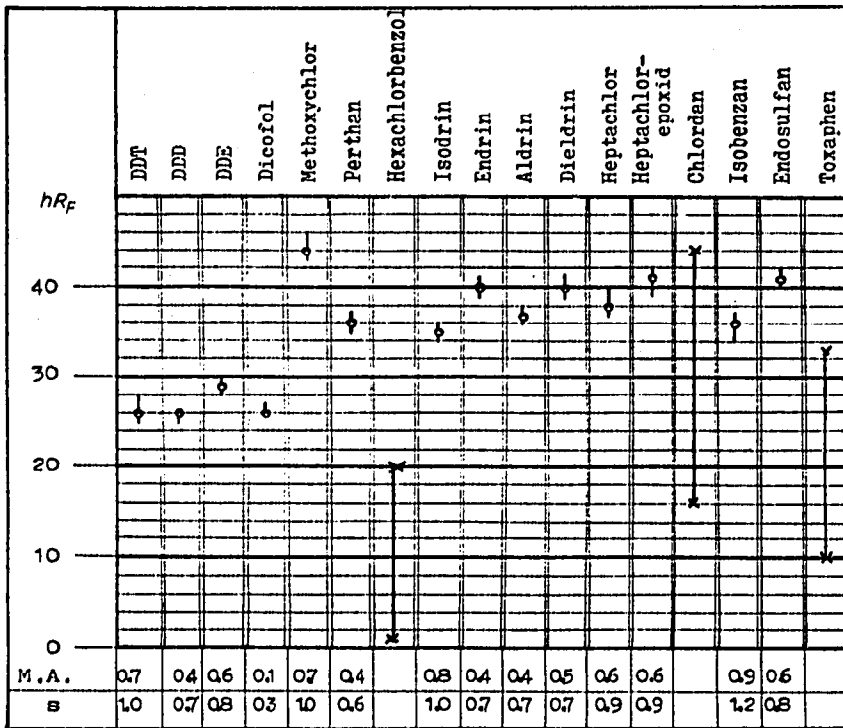 DDT
DDD
DDE
Dicofol
Methoxychlor
Perthan
Hexachlorbenzol
Isodrin
Endrin
Aldrin
Dieldrin
Heptachlor
Heptachlor-
epoxid
Chlordan
Isobenzan
Endosulfan
Toxaphen
hRF
40
30
20
10
0
M.A. 0.7 0.4 0.6 0.1 0.7 0.4 0.8 0.4 0.4 0.5 0.6 0.6 0.9 0.6
s 1.0 0.7 0.8 0.3 1.0 0.6 1.0 0.7 0.7 0.7 0.9 0.9 1.2 0.8